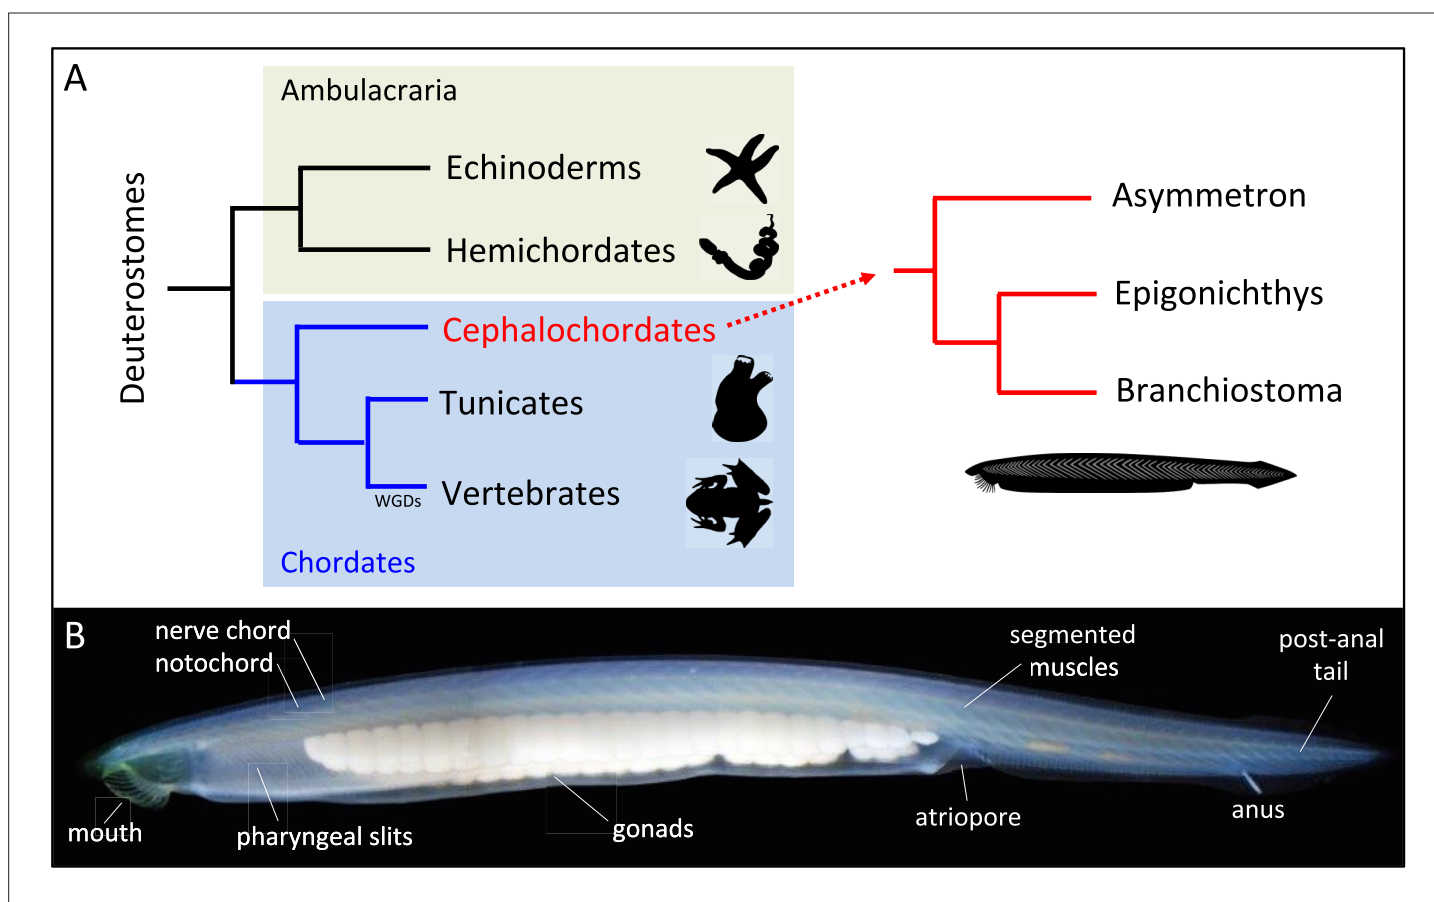 A
Ambulacraria
Deuterostomes
Echinoderms
Hemichordates
Cephalochordates
Tunicates
WGDs
Vertebrates
Chordates
Asymmetron
Epigonichthys
Branchiostoma
B
nerve chord
notochord
segmented
muscles
post-anal
tail
mouth
pharyngeal slits
gonads
atriopore
anus